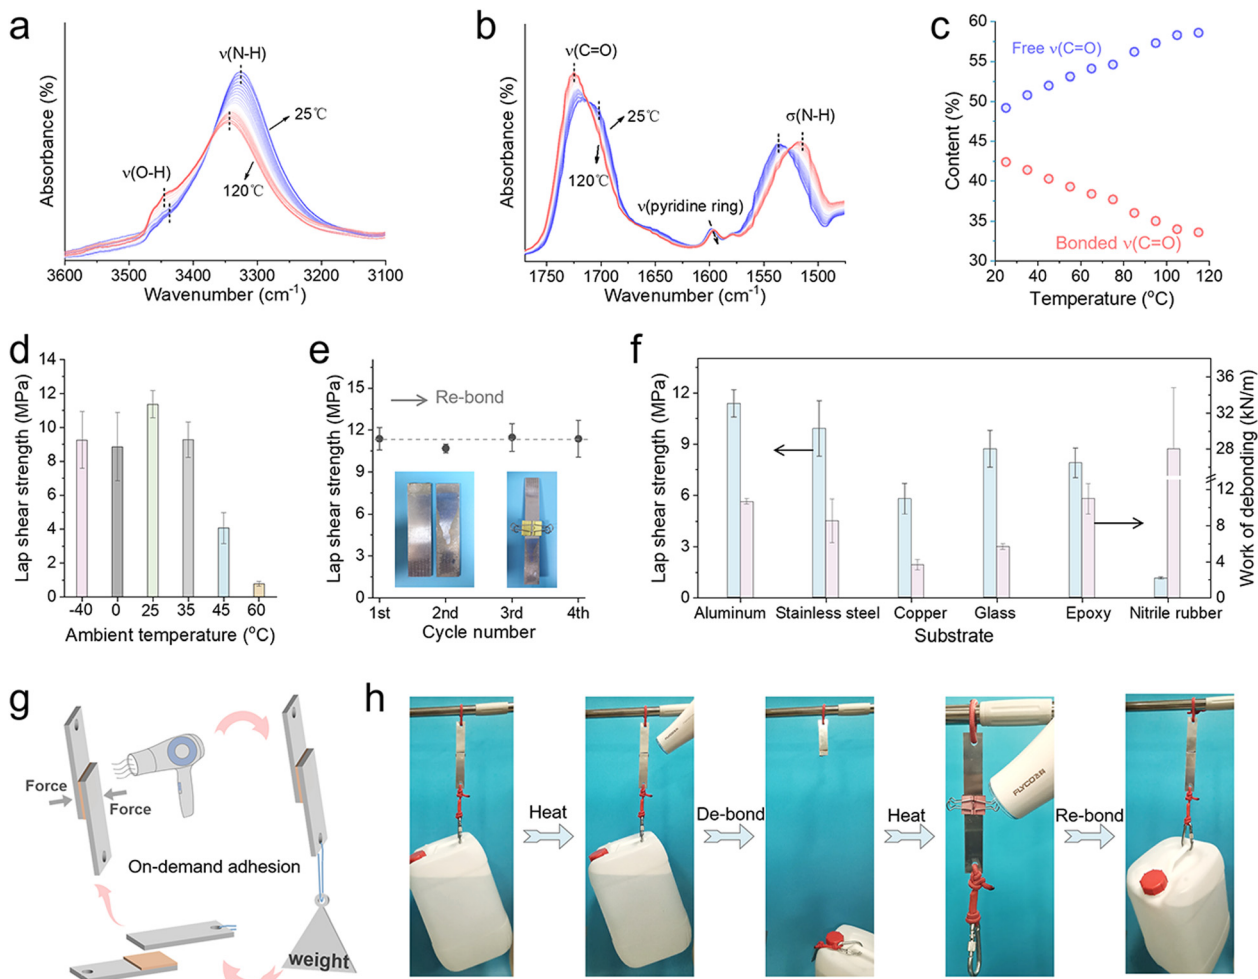 a
Absorbance (%)
ν(N-H)
25℃
ν(O-H)
120℃
3600 3500 3400 3300 3200 3100
Wavenumber (cm⁻¹)
b
Absorbance (%)
ν(C=O)
25℃
σ(N-H)
120℃
ν(pyridine ring)
1750 1700 1650 1600 1550 1500
Wavenumber (cm⁻¹)
c
Content (%)
60
55
50
45
40
35
30
Free ν(C=O)
Bonded ν(C=O)
20 40 60 80 100 120
Temperature (ºC)
d
Lap shear strength (MPa)
14
12
10
8
6
4
2
0
-40 0 25 35 45 60
Ambient temperature (ºC)
e
Lap shear strength (MPa)
15
12
9
6
3
0
Re-bond
1st 2nd 3rd 4th
Cycle number
f
Lap shear strength (MPa)
12
9
6
3
0
36
32
28
24
12
8
4
0
Work of debonding (kN/m)
Aluminum Stainless steel Copper Glass Epoxy Nitrile rubber
Substrate
g
Force
Force
On-demand adhesion
weight
h
Heat
De-bond
Heat
FLYCO
Re-bond